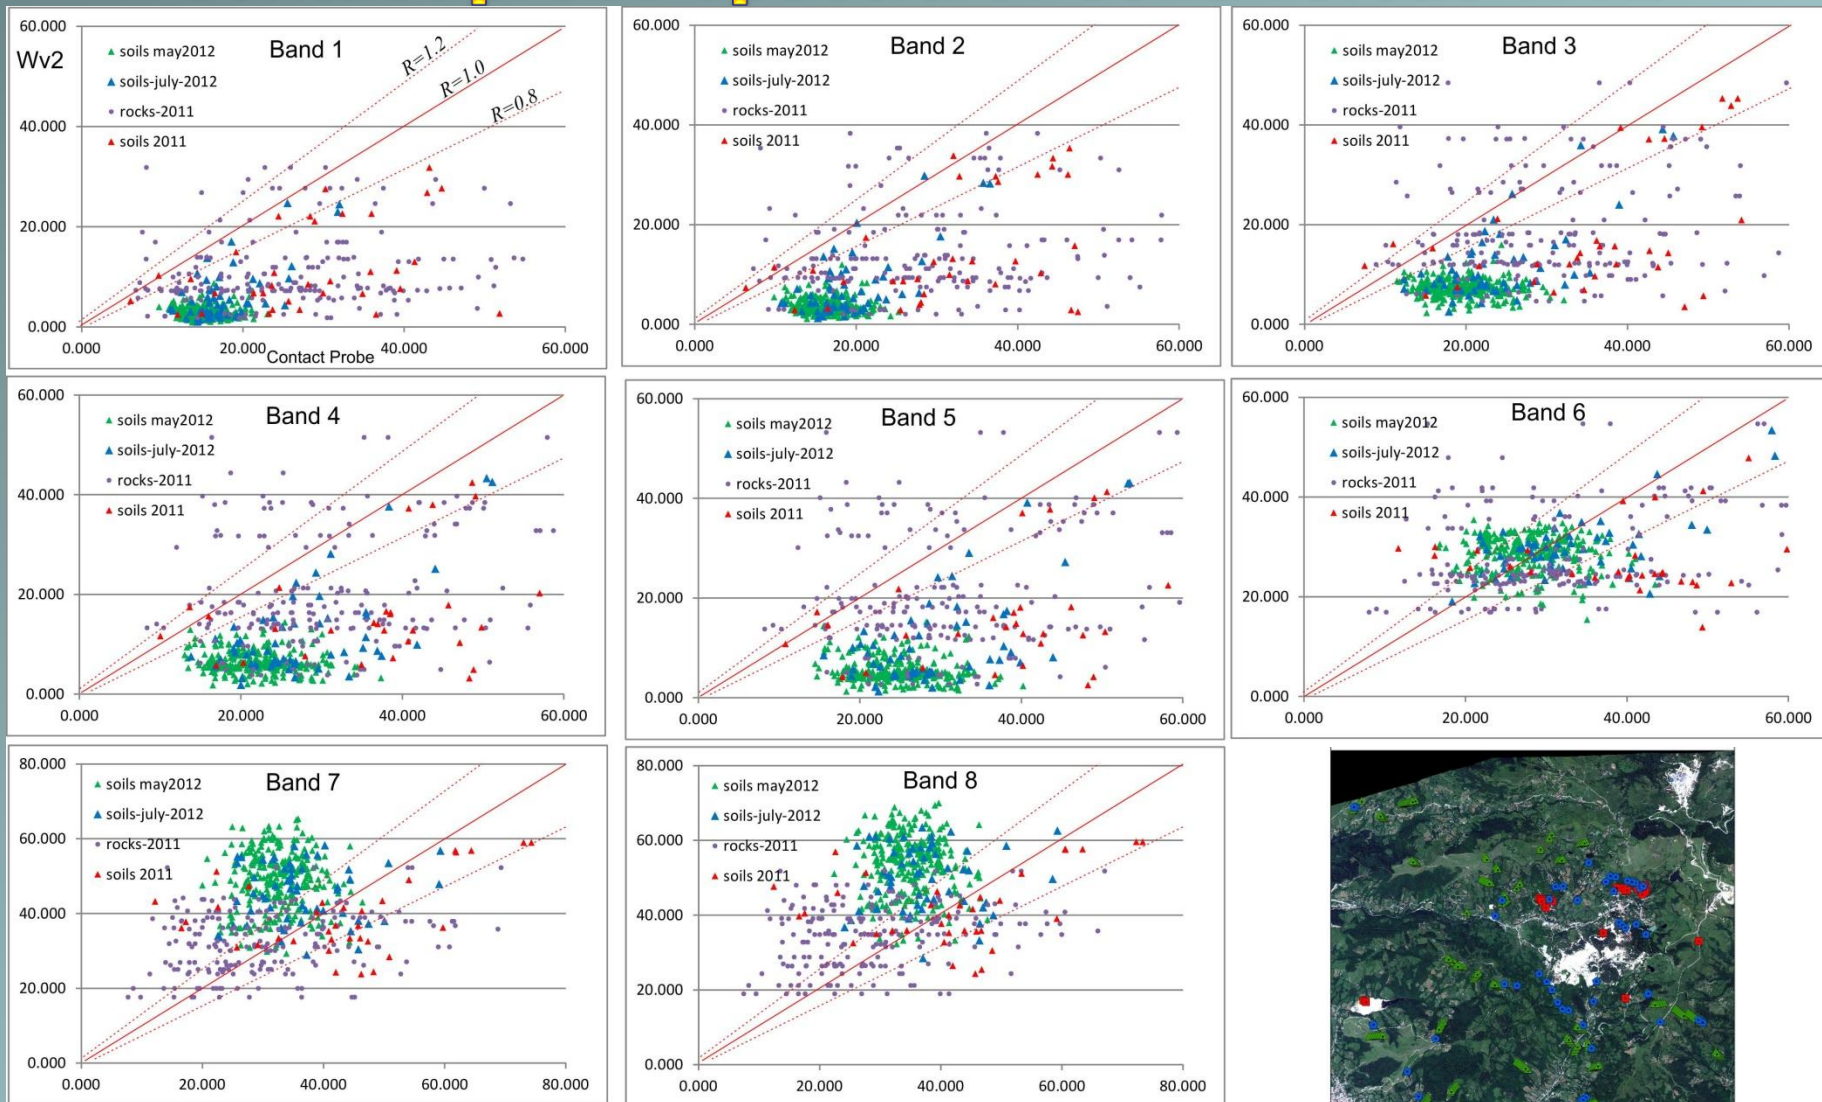 Band 1
Wv2
60.000
40.000
20.000
0.000
soils may2012
soils-july-2012
rocks-2011
soils 2011
R=1.2
R=1.0
R=0.8
0.000 20.000 40.000 60.000
Contact Probe
Band 2
60.000
40.000
20.000
0.000
soils may2012
soils-july-2012
rocks-2011
soils 2011
0.000 20.000 40.000 60.000
Band 3
60.000
40.000
20.000
0.000
soils may2012
soils-july-2012
rocks-2011
soils 2011
0.000 20.000 40.000 60.000
Band 4
60.000
40.000
20.000
0.000
soils may2012
soils-july-2012
rocks-2011
soils 2011
0.000 20.000 40.000 60.000
Band 5
60.000
40.000
20.000
0.000
soils may2012
soils-july-2012
rocks-2011
soils 2011
0.000 20.000 40.000 60.000
Band 6
60.000
40.000
20.000
0.000
soils may2012
soils-july-2012
rocks-2011
soils 2011
0.000 20.000 40.000 60.000
Band 7
80.000
60.000
40.000
20.000
0.000
soils may2012
soils-july-2012
rocks-2011
soils 2011
0.000 20.000 40.000 60.000 80.000
Band 8
80.000
60.000
40.000
20.000
0.000
soils may2012
soils-july-2012
rocks-2011
soils 2011
0.000 20.000 40.000 60.000 80.000